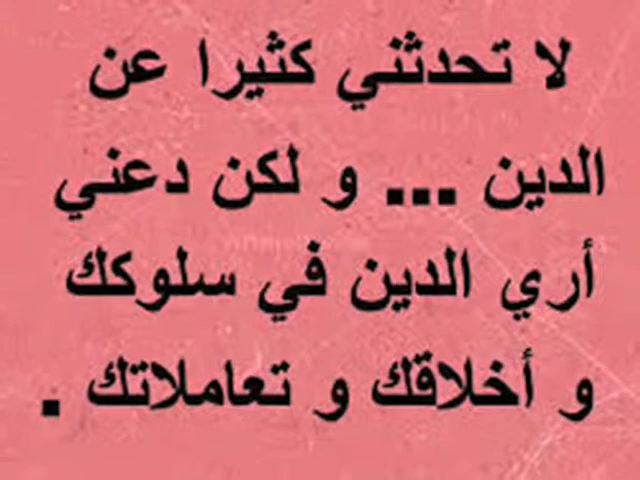 لا تحدثني كثيرا عن
الدين ... و لكن دعني
أري الدين في سلوكك
و أخلاقك و تعاملاتك .